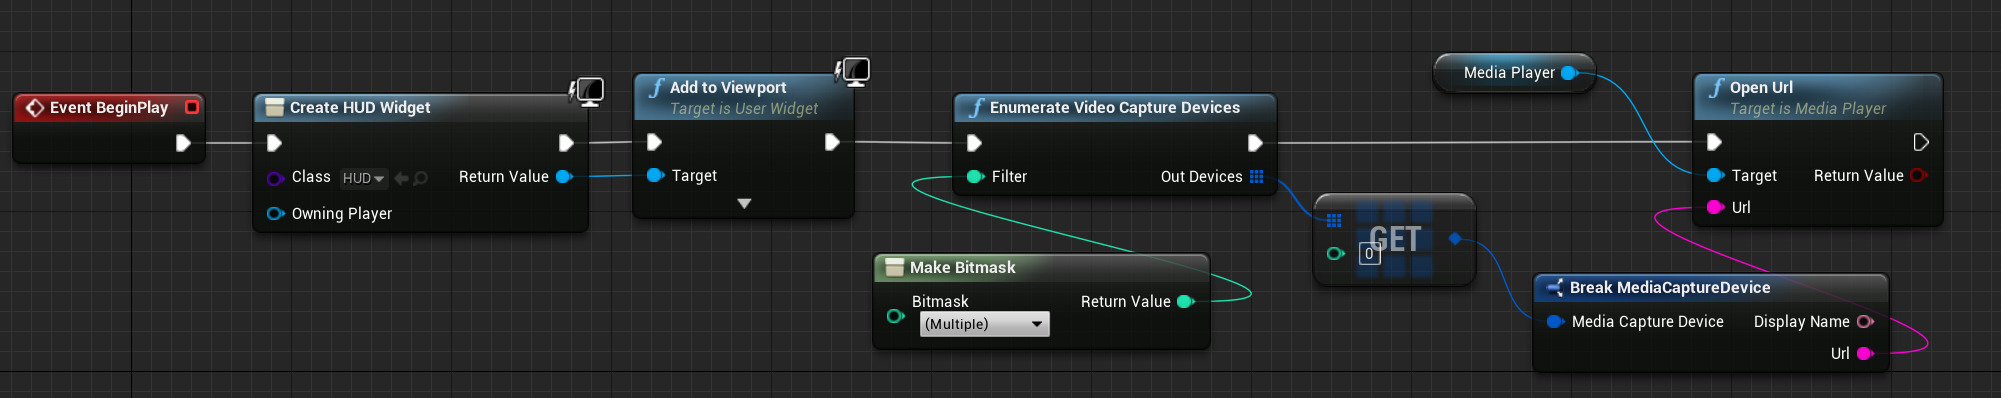 Event BeginPlay
Create HUD Widget
Class
HUD
Return Value
Owning Player
Add to Viewport
Target is User Widget
Target
Enumerate Video Capture Devices
Filter
Out Devices
Make Bitmask
Bitmask
Return Value
(Multiple)
GET
0
Media Player
Break MediaCaptureDevice
Media Capture Device
Display Name
Url
Open Url
Target is Media Player
Target
Return Value
Url